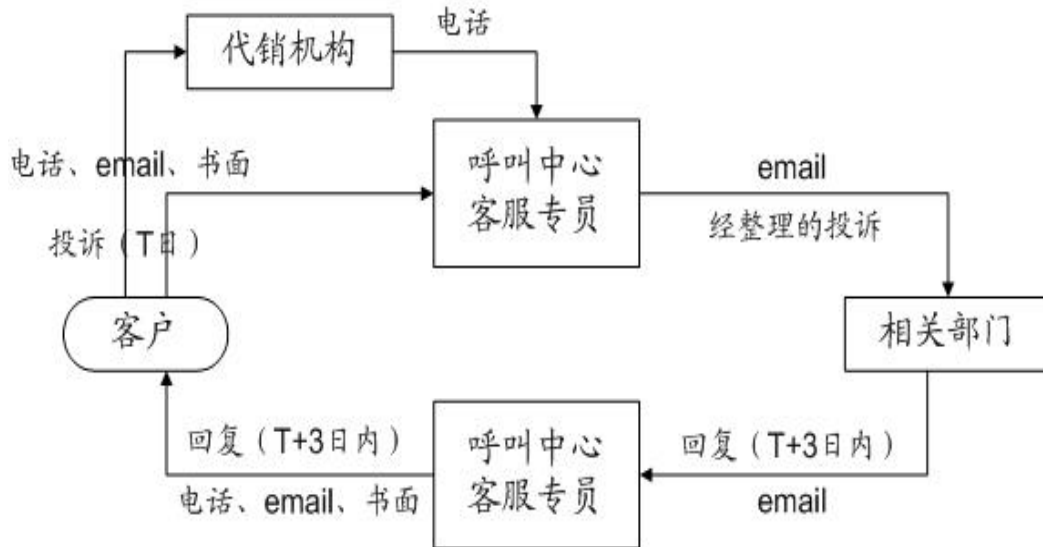 代销机构
电话
电话、email、书面
投诉（T日）
呼叫中心
客服专员
email
经整理的投诉
客户
相关部门
回复（T+3日内）
电话、email、书面
呼叫中心
客服专员
回复（T+3日内）
email